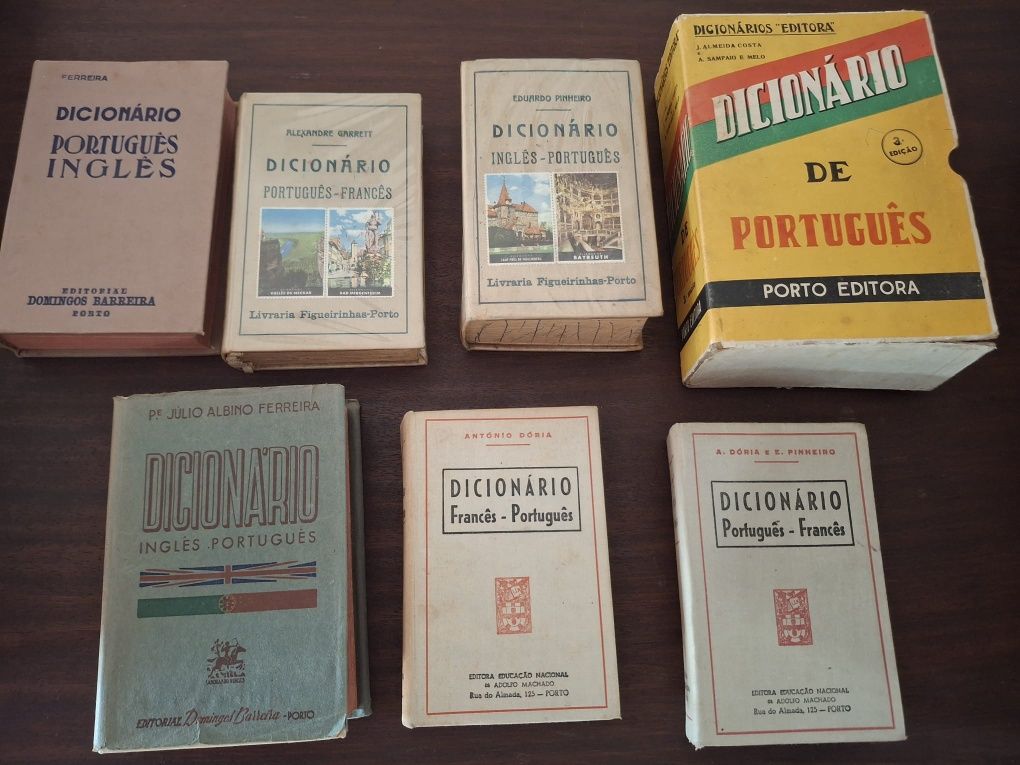 FERREIRA
DICIONÁRIO
PORTUGUÊS
INGLÊS
EDITORIAL
DOMINGOS BARREIRA
PORTO
ALEXANDRE GARRETT
DICIONÁRIO
PORTUGUÊS-FRANCÊS
BAD MERGENTHEIM
Livraria Figueirinhas-Porto
EDUARDO PINHEIRO
DICIONÁRIO
INGLÊS-PORTUGUÊS
BAYREUTH
Livraria Figueirinhas-Porto
DICIONÁRIOS "EDITORA"
J. ALMEIDA COSTA
E
A. SAMPAIO E MELO
DICIONÁRIO
3.ª
EDIÇÃO
DE
PORTUGUÊS
PORTO EDITORA
P.E JÚLIO ALBINO FERREIRA
DICIONÁRIO
INGLÊS PORTUGUÊS
EDITORIAL Domingos Barreira - PORTO
ANTÓNIO DÓRIA
DICIONÁRIO
Francês - Português
EDITORA EDUCAÇÃO NACIONAL
DE ADOLFO MACHADO
Rua do Almada, 125 — PORTO
A. DÓRIA E E. PINHEIRO
DICIONÁRIO
Português - Francês
EDITORA EDUCAÇÃO NACIONAL
DE ADOLFO MACHADO
Rua do Almada, 125 — PORTO